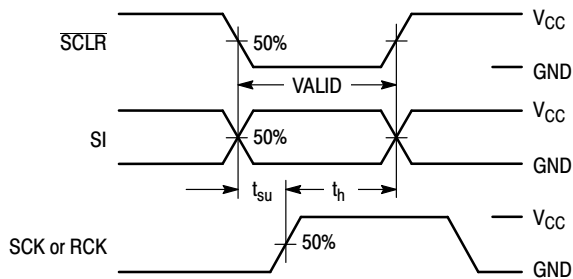 SCLR
50%
VCC
GND
VALID
SI
50%
VCC
GND
tsu
th
SCK or RCK
50%
VCC
GND